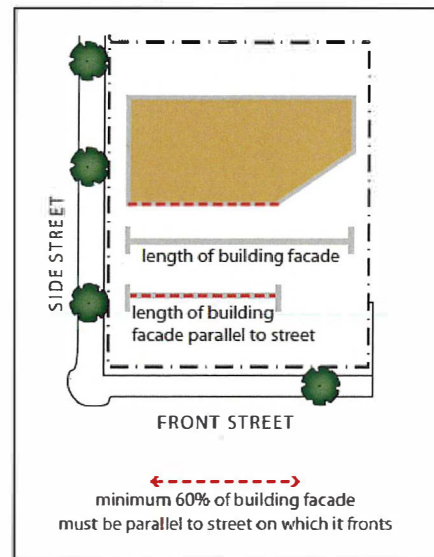 SIDE STREET
length of building facade
length of building
facade parallel to street
FRONT STREET
minimum 60% of building facade
must be parallel to street on which it fronts